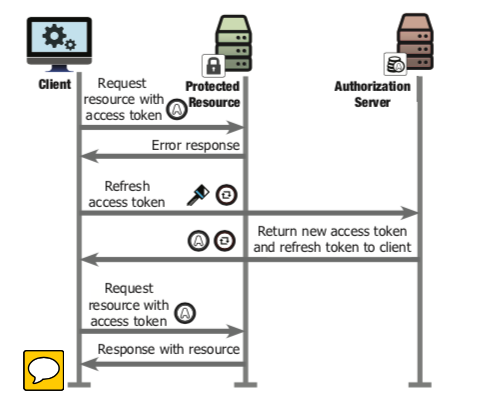 Client
Protected
Resource
Authorization
Server
Request
resource with
access token
A
Error response
Refresh
access token
Return new access token
and refresh token to client
A
Request
resource with
access token
A
Response with resource